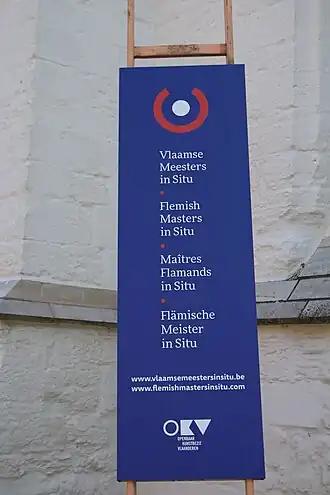 Vlaamse
Meesters
in Situ
Flemish
Masters
in Situ
Maîtres
Flamands
in Situ
Flämische
Meister
in Situ
www.vlaamsemeestersinsitu.be
www.flemishmastersinsitu.com
OKV
OPENBAAR
KUNSTBEZIT
VLAANDEREN